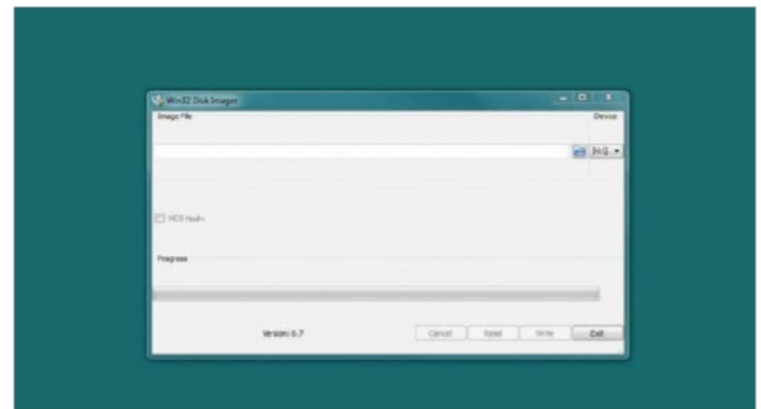 Win32 Disk Imager
Image File
Device
MD5 Hash:
Progress
Version: 0.7
Cancel
Read
Write
Exit